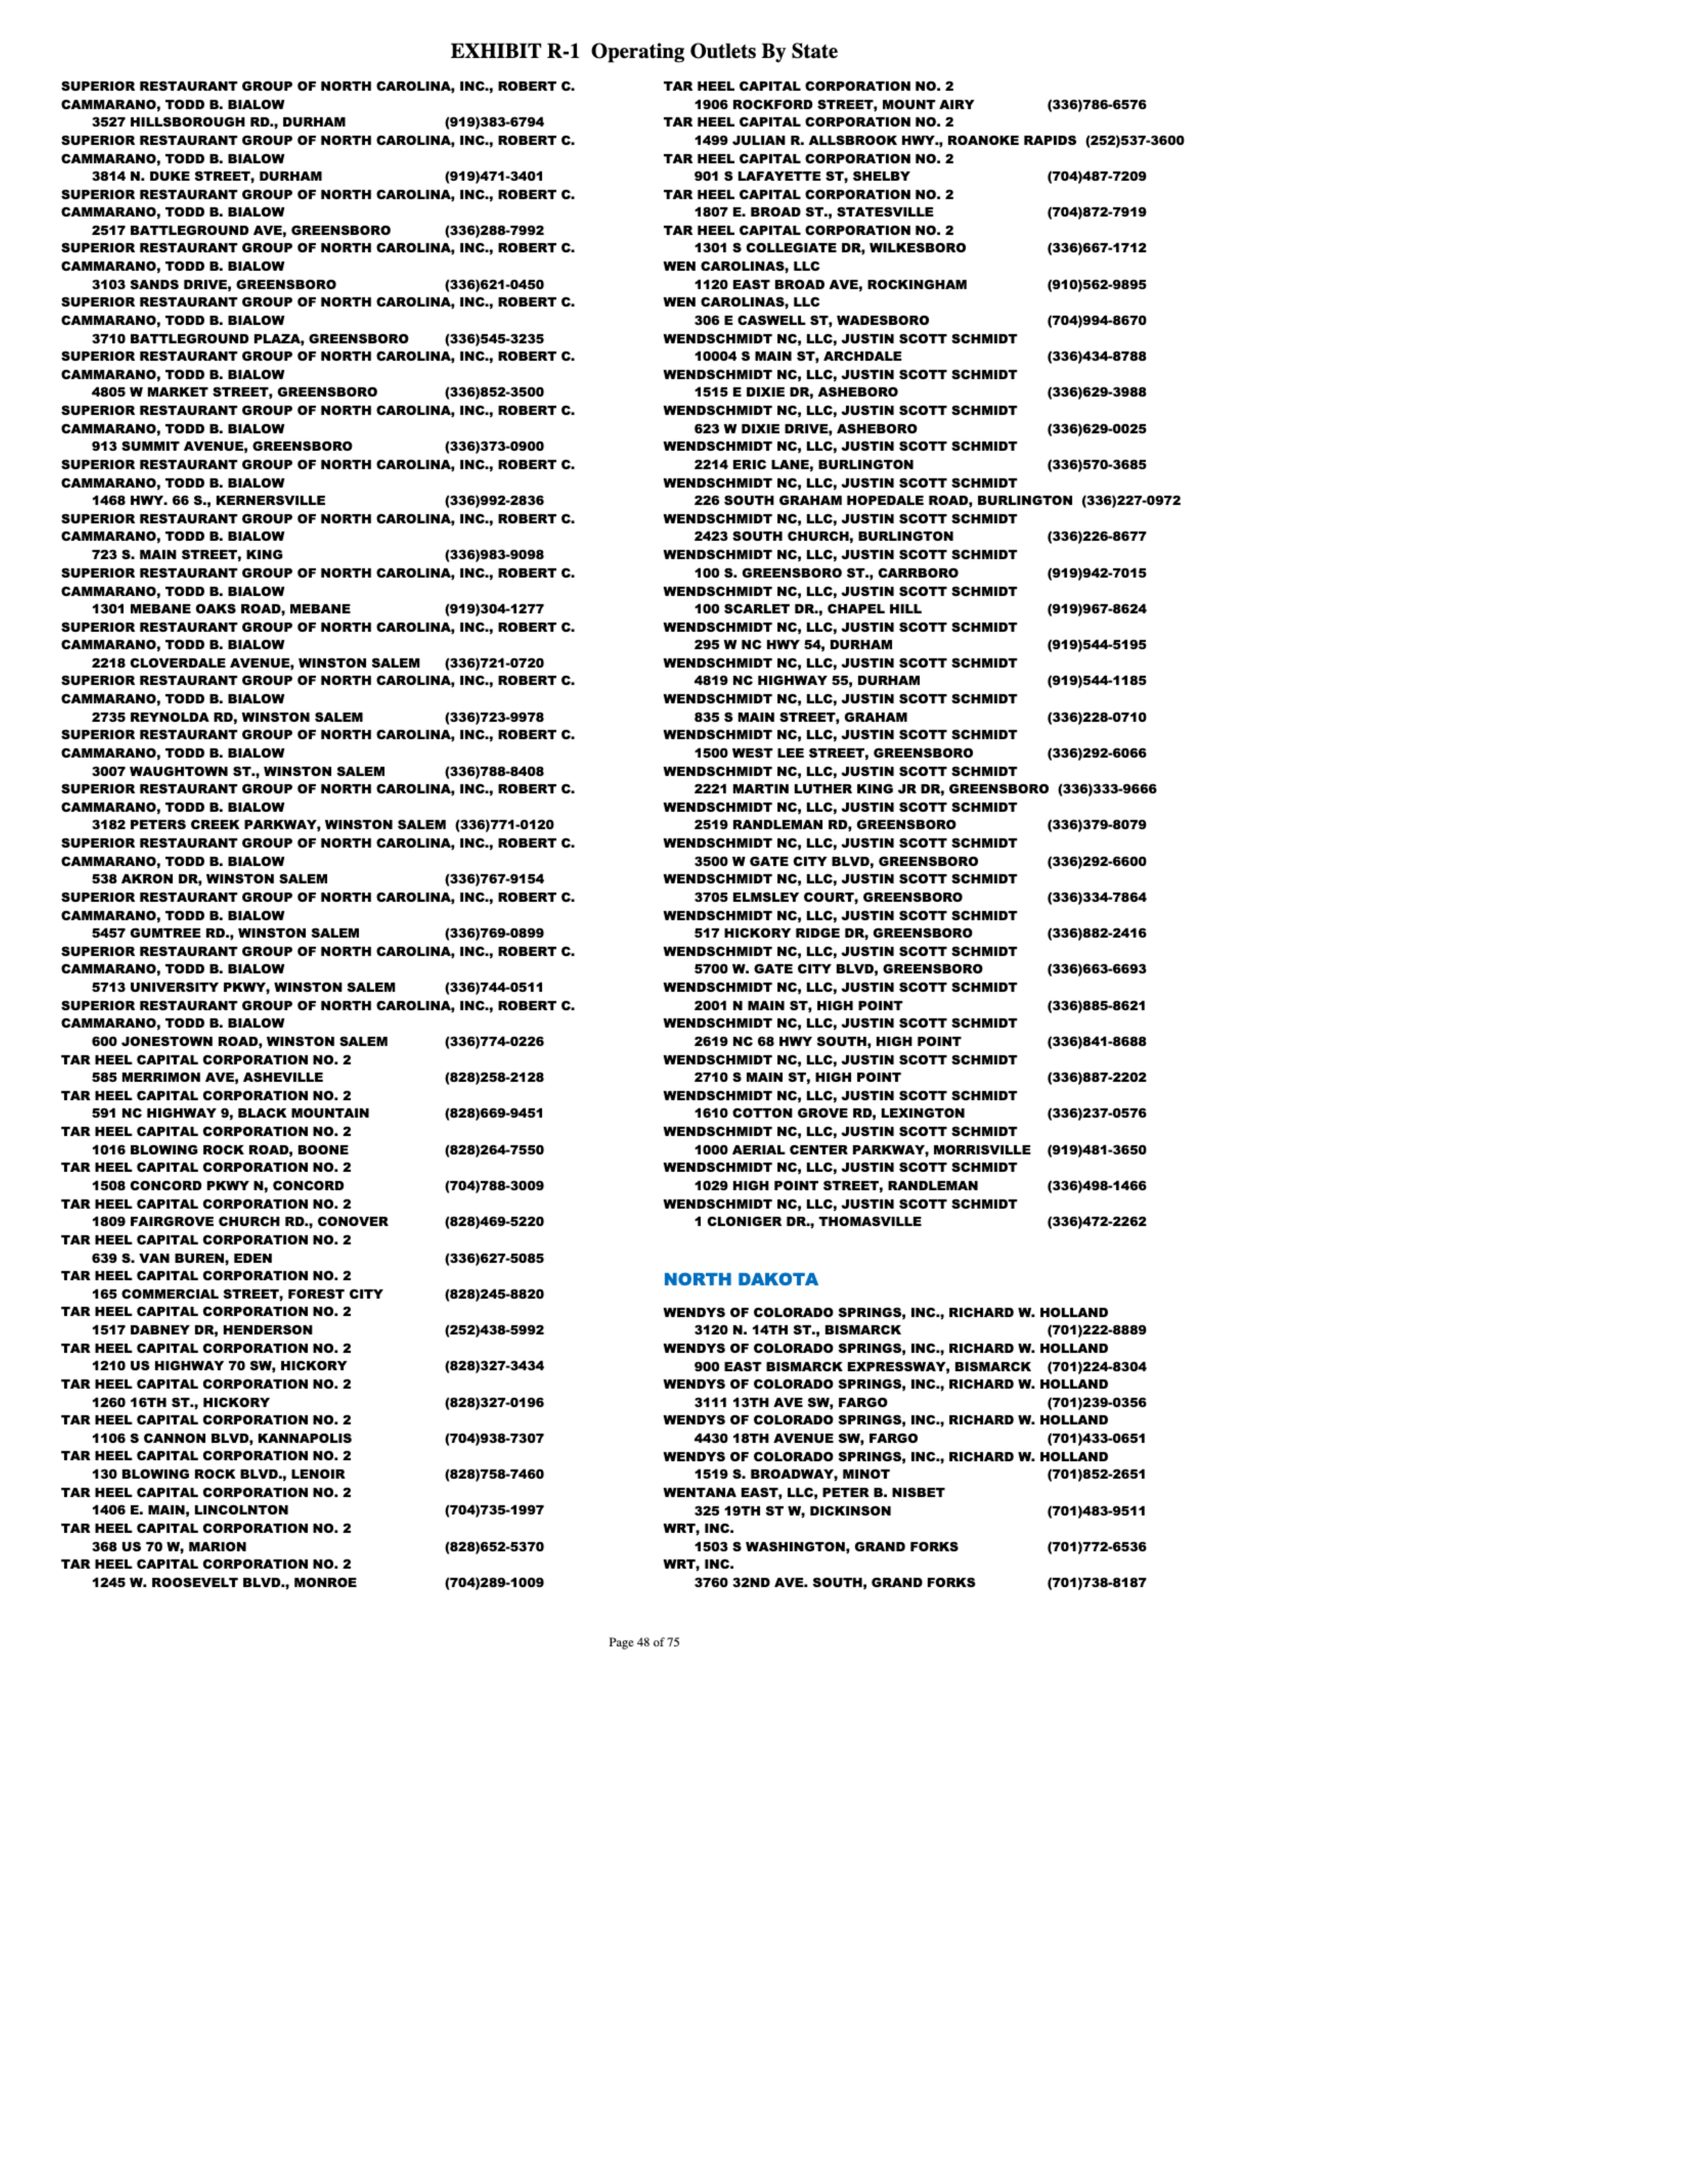 EXHIBIT R-1 Operating Outlets By State
SUPERIOR RESTAURANT GROUP OF NORTH CAROLINA, INC., ROBERT C.
CAMMARANO, TODD B. BIALOW
3527 HILLSBOROUGH RD., DURHAM (919)383-6794
SUPERIOR RESTAURANT GROUP OF NORTH CAROLINA, INC., ROBERT C.
CAMMARANO, TODD B. BIALOW
3814 N. DUKE STREET, DURHAM (919)471-3401
SUPERIOR RESTAURANT GROUP OF NORTH CAROLINA, INC., ROBERT C.
CAMMARANO, TODD B. BIALOW
2517 BATTLEGROUND AVE, GREENSBORO (336)288-7992
SUPERIOR RESTAURANT GROUP OF NORTH CAROLINA, INC., ROBERT C.
CAMMARANO, TODD B. BIALOW
3103 SANDS DRIVE, GREENSBORO (336)621-0450
SUPERIOR RESTAURANT GROUP OF NORTH CAROLINA, INC., ROBERT C.
CAMMARANO, TODD B. BIALOW
3710 BATTLEGROUND PLAZA, GREENSBORO (336)545-3235
SUPERIOR RESTAURANT GROUP OF NORTH CAROLINA, INC., ROBERT C.
CAMMARANO, TODD B. BIALOW
4805 W MARKET STREET, GREENSBORO (336)852-3500
SUPERIOR RESTAURANT GROUP OF NORTH CAROLINA, INC., ROBERT C.
CAMMARANO, TODD B. BIALOW
913 SUMMIT AVENUE, GREENSBORO (336)373-0900
SUPERIOR RESTAURANT GROUP OF NORTH CAROLINA, INC., ROBERT C.
CAMMARANO, TODD B. BIALOW
1468 HWY. 66 S., KERNERSVILLE (336)992-2836
SUPERIOR RESTAURANT GROUP OF NORTH CAROLINA, INC., ROBERT C.
CAMMARANO, TODD B. BIALOW
723 S. MAIN STREET, KING (336)983-9098
SUPERIOR RESTAURANT GROUP OF NORTH CAROLINA, INC., ROBERT C.
CAMMARANO, TODD B. BIALOW
1301 MEBANE OAKS ROAD, MEBANE (919)304-1277
SUPERIOR RESTAURANT GROUP OF NORTH CAROLINA, INC., ROBERT C.
CAMMARANO, TODD B. BIALOW
2218 CLOVERDALE AVENUE, WINSTON SALEM (336)721-0720
SUPERIOR RESTAURANT GROUP OF NORTH CAROLINA, INC., ROBERT C.
CAMMARANO, TODD B. BIALOW
2735 REYNOLDA RD, WINSTON SALEM (336)723-9978
SUPERIOR RESTAURANT GROUP OF NORTH CAROLINA, INC., ROBERT C.
CAMMARANO, TODD B. BIALOW
3007 WAUGHTOWN ST., WINSTON SALEM (336)788-8408
SUPERIOR RESTAURANT GROUP OF NORTH CAROLINA, INC., ROBERT C.
CAMMARANO, TODD B. BIALOW
3182 PETERS CREEK PARKWAY, WINSTON SALEM (336)771-0120
SUPERIOR RESTAURANT GROUP OF NORTH CAROLINA, INC., ROBERT C.
CAMMARANO, TODD B. BIALOW
538 AKRON DR, WINSTON SALEM (336)767-9154
SUPERIOR RESTAURANT GROUP OF NORTH CAROLINA, INC., ROBERT C.
CAMMARANO, TODD B. BIALOW
5457 GUMTREE RD., WINSTON SALEM (336)769-0899
SUPERIOR RESTAURANT GROUP OF NORTH CAROLINA, INC., ROBERT C.
CAMMARANO, TODD B. BIALOW
5713 UNIVERSITY PKWY, WINSTON SALEM (336)744-0511
SUPERIOR RESTAURANT GROUP OF NORTH CAROLINA, INC., ROBERT C.
CAMMARANO, TODD B. BIALOW
600 JONESTOWN ROAD, WINSTON SALEM (336)774-0226
TAR HEEL CAPITAL CORPORATION NO. 2
585 MERRIMON AVE, ASHEVILLE (828)258-2128
TAR HEEL CAPITAL CORPORATION NO. 2
591 NC HIGHWAY 9, BLACK MOUNTAIN (828)669-9451
TAR HEEL CAPITAL CORPORATION NO. 2
1016 BLOWING ROCK ROAD, BOONE (828)264-7550
TAR HEEL CAPITAL CORPORATION NO. 2
1508 CONCORD PKWY N, CONCORD (704)788-3009
TAR HEEL CAPITAL CORPORATION NO. 2
1809 FAIRGROVE CHURCH RD., CONOVER (828)469-5220
TAR HEEL CAPITAL CORPORATION NO. 2
639 S. VAN BUREN, EDEN (336)627-5085
TAR HEEL CAPITAL CORPORATION NO. 2
165 COMMERCIAL STREET, FOREST CITY (828)245-8820
TAR HEEL CAPITAL CORPORATION NO. 2
1517 DABNEY DR, HENDERSON (252)438-5992
TAR HEEL CAPITAL CORPORATION NO. 2
1210 US HIGHWAY 70 SW, HICKORY (828)327-3434
TAR HEEL CAPITAL CORPORATION NO. 2
1260 16TH ST., HICKORY (828)327-0196
TAR HEEL CAPITAL CORPORATION NO. 2
1106 S CANNON BLVD, KANNAPOLIS (704)938-7307
TAR HEEL CAPITAL CORPORATION NO. 2
130 BLOWING ROCK BLVD., LENOIR (828)758-7460
TAR HEEL CAPITAL CORPORATION NO. 2
1406 E. MAIN, LINCOLNTON (704)735-1997
TAR HEEL CAPITAL CORPORATION NO. 2
368 US 70 W, MARION (828)652-5370
TAR HEEL CAPITAL CORPORATION NO. 2
1245 W. ROOSEVELT BLVD., MONROE (704)289-1009
TAR HEEL CAPITAL CORPORATION NO. 2
1906 ROCKFORD STREET, MOUNT AIRY (336)786-6576
TAR HEEL CAPITAL CORPORATION NO. 2
1499 JULIAN R. ALLSBROOK HWY., ROANOKE RAPIDS (252)537-3600
TAR HEEL CAPITAL CORPORATION NO. 2
901 S LAFAYETTE ST, SHELBY (704)487-7209
TAR HEEL CAPITAL CORPORATION NO. 2
1807 E. BROAD ST., STATESVILLE (704)872-7919
TAR HEEL CAPITAL CORPORATION NO. 2
1301 S COLLEGIATE DR, WILKESBORO (336)667-1712
WEN CAROLINAS, LLC
1120 EAST BROAD AVE, ROCKINGHAM (910)562-9895
WEN CAROLINAS, LLC
306 E CASWELL ST, WADESBORO (704)994-8670
WENDSCHMIDT NC, LLC, JUSTIN SCOTT SCHMIDT
10004 S MAIN ST, ARCHDALE (336)434-8788
WENDSCHMIDT NC, LLC, JUSTIN SCOTT SCHMIDT
1515 E DIXIE DR, ASHEBORO (336)629-3988
WENDSCHMIDT NC, LLC, JUSTIN SCOTT SCHMIDT
623 W DIXIE DRIVE, ASHEBORO (336)629-0025
WENDSCHMIDT NC, LLC, JUSTIN SCOTT SCHMIDT
2214 ERIC LANE, BURLINGTON (336)570-3685
WENDSCHMIDT NC, LLC, JUSTIN SCOTT SCHMIDT
226 SOUTH GRAHAM HOPEDALE ROAD, BURLINGTON (336)227-0972
WENDSCHMIDT NC, LLC, JUSTIN SCOTT SCHMIDT
2423 SOUTH CHURCH, BURLINGTON (336)226-8677
WENDSCHMIDT NC, LLC, JUSTIN SCOTT SCHMIDT
100 S. GREENSBORO ST., CARRBORO (919)942-7015
WENDSCHMIDT NC, LLC, JUSTIN SCOTT SCHMIDT
100 SCARLET DR., CHAPEL HILL (919)967-8624
WENDSCHMIDT NC, LLC, JUSTIN SCOTT SCHMIDT
295 W NC HWY 54, DURHAM (919)544-5195
WENDSCHMIDT NC, LLC, JUSTIN SCOTT SCHMIDT
4819 NC HIGHWAY 55, DURHAM (919)544-1185
WENDSCHMIDT NC, LLC, JUSTIN SCOTT SCHMIDT
835 S MAIN STREET, GRAHAM (336)228-0710
WENDSCHMIDT NC, LLC, JUSTIN SCOTT SCHMIDT
1500 WEST LEE STREET, GREENSBORO (336)292-6066
WENDSCHMIDT NC, LLC, JUSTIN SCOTT SCHMIDT
2221 MARTIN LUTHER KING JR DR, GREENSBORO (336)333-9666
WENDSCHMIDT NC, LLC, JUSTIN SCOTT SCHMIDT
2519 RANDLEMAN RD, GREENSBORO (336)379-8079
WENDSCHMIDT NC, LLC, JUSTIN SCOTT SCHMIDT
3500 W GATE CITY BLVD, GREENSBORO (336)292-6600
WENDSCHMIDT NC, LLC, JUSTIN SCOTT SCHMIDT
3705 ELMSLEY COURT, GREENSBORO (336)334-7864
WENDSCHMIDT NC, LLC, JUSTIN SCOTT SCHMIDT
517 HICKORY RIDGE DR, GREENSBORO (336)882-2416
WENDSCHMIDT NC, LLC, JUSTIN SCOTT SCHMIDT
5700 W. GATE CITY BLVD, GREENSBORO (336)663-6693
WENDSCHMIDT NC, LLC, JUSTIN SCOTT SCHMIDT
2001 N MAIN ST, HIGH POINT (336)885-8621
WENDSCHMIDT NC, LLC, JUSTIN SCOTT SCHMIDT
2619 NC 68 HWY SOUTH, HIGH POINT (336)841-8688
WENDSCHMIDT NC, LLC, JUSTIN SCOTT SCHMIDT
2710 S MAIN ST, HIGH POINT (336)887-2202
WENDSCHMIDT NC, LLC, JUSTIN SCOTT SCHMIDT
1610 COTTON GROVE RD, LEXINGTON (336)237-0576
WENDSCHMIDT NC, LLC, JUSTIN SCOTT SCHMIDT
1000 AERIAL CENTER PARKWAY, MORRISVILLE (919)481-3650
WENDSCHMIDT NC, LLC, JUSTIN SCOTT SCHMIDT
1029 HIGH POINT STREET, RANDLEMAN (336)498-1466
WENDSCHMIDT NC, LLC, JUSTIN SCOTT SCHMIDT
1 CLONIGER DR., THOMASVILLE (336)472-2262
NORTH DAKOTA
WENDYS OF COLORADO SPRINGS, INC., RICHARD W. HOLLAND
3120 N. 14TH ST., BISMARCK (701)222-8889
WENDYS OF COLORADO SPRINGS, INC., RICHARD W. HOLLAND
900 EAST BISMARCK EXPRESSWAY, BISMARCK (701)224-8304
WENDYS OF COLORADO SPRINGS, INC., RICHARD W. HOLLAND
3111 13TH AVE SW, FARGO (701)239-0356
WENDYS OF COLORADO SPRINGS, INC., RICHARD W. HOLLAND
4430 18TH AVENUE SW, FARGO (701)433-0651
WENDYS OF COLORADO SPRINGS, INC., RICHARD W. HOLLAND
1519 S. BROADWAY, MINOT (701)852-2651
WENTANA EAST, LLC, PETER B. NISBET
325 19TH ST W, DICKINSON (701)483-9511
WRT, INC.
1503 S WASHINGTON, GRAND FORKS (701)772-6536
WRT, INC.
3760 32ND AVE. SOUTH, GRAND FORKS (701)738-8187
Page 48 of 75